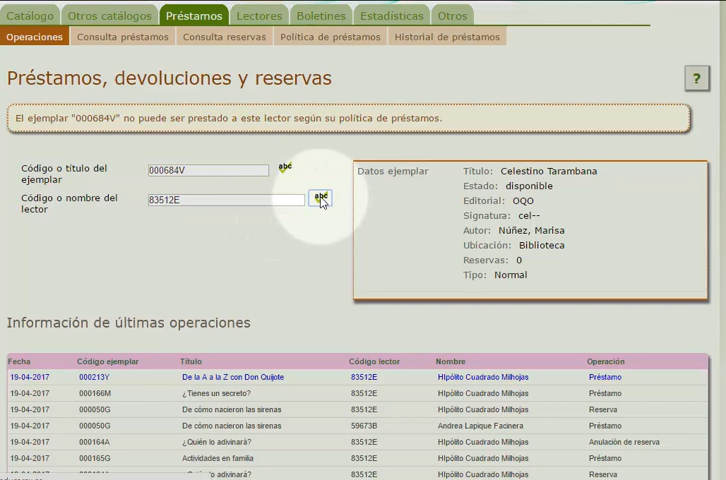 Catálogo Otros catálogos Préstamos Lectores Boletines Estadísticas Otros
Operaciones Consulta préstamos Consulta reservas Política de préstamos Historial de préstamos
Préstamos, devoluciones y reservas ?
El ejemplar "000684V" no puede ser prestado a este lector según su política de préstamos.
Código o título del ejemplar 000684V abc
Código o nombre del lector 83512E abc
Datos ejemplar Título: Celestino Tarambana
Estado: disponible
Editorial: OQO
Signatura: cel--
Autor: Núñez, Marisa
Ubicación: Biblioteca
Reservas: 0
Tipo: Normal
Información de últimas operaciones
Fecha Código ejemplar Título Código lector Nombre Operación
19-04-2017 000213Y De la A a la Z con Don Quijote 83512E HIpólito Cuadrado Milhojas Préstamo
19-04-2017 000166M ¿Tienes un secreto? 83512E HIpólito Cuadrado Milhojas Préstamo
19-04-2017 000050G De cómo nacieron las sirenas 83512E HIpólito Cuadrado Milhojas Reserva
19-04-2017 000050G De cómo nacieron las sirenas 59673B Andrea Lapique Facinera Préstamo
19-04-2017 000164A ¿Quién lo adivinará? 83512E HIpólito Cuadrado Milhojas Anulación de reserva
19-04-2017 000165G Actividades en familia 83512E HIpólito Cuadrado Milhojas Préstamo
lo adivinará? 83512E HIpólito Cuadrado Milhojas Reserva